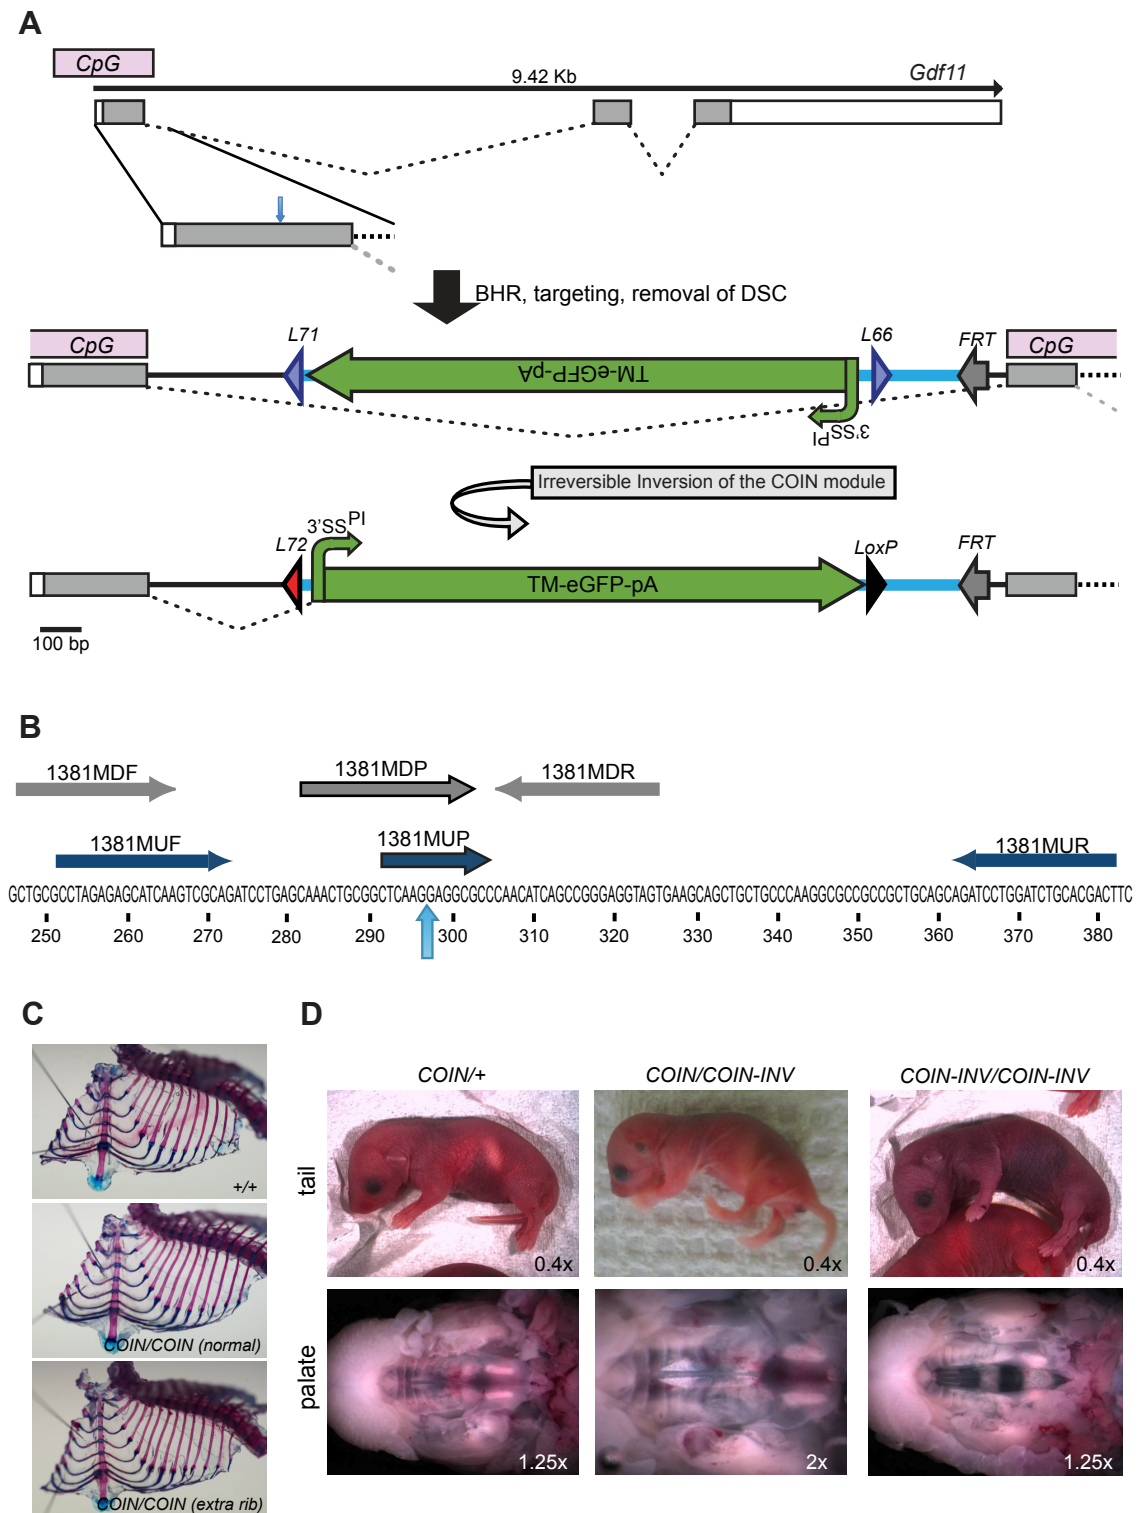 A
CpG
9.42 Kb
Gdf11
BHR, targeting, removal of DSC
CpG
L71
TM-eGFP-pA
L66
FRT
CpG
3'SSPI
Irreversible Inversion of the COIN module
L72
3'SSPI
TM-eGFP-pA
LoxP
FRT
100 bp
B
1381MDF
1381MDP
1381MDR
1381MUF
1381MUP
1381MUR
GCTGCGCCTAGAGAGCATCAAGTCGCAGATCCTGAGCAAACTGCGGCTCAAGGAGGCGCCCAACATCAGCCGGGAGGTAGTGAAGCAGCTGCTGCCCAAGGCGCCGCCGCTGCAGCAGATCCTGGATCTGCACGACTTC
250 260 270 280 290 300 310 320 330 340 350 360 370 380
C
+/+
COIN/COIN (normal)
COIN/COIN (extra rib)
D
COIN/+
COIN/COIN-INV
COIN-INV/COIN-INV
tail
0.4x
0.4x
0.4x
palate
1.25x
2x
1.25x